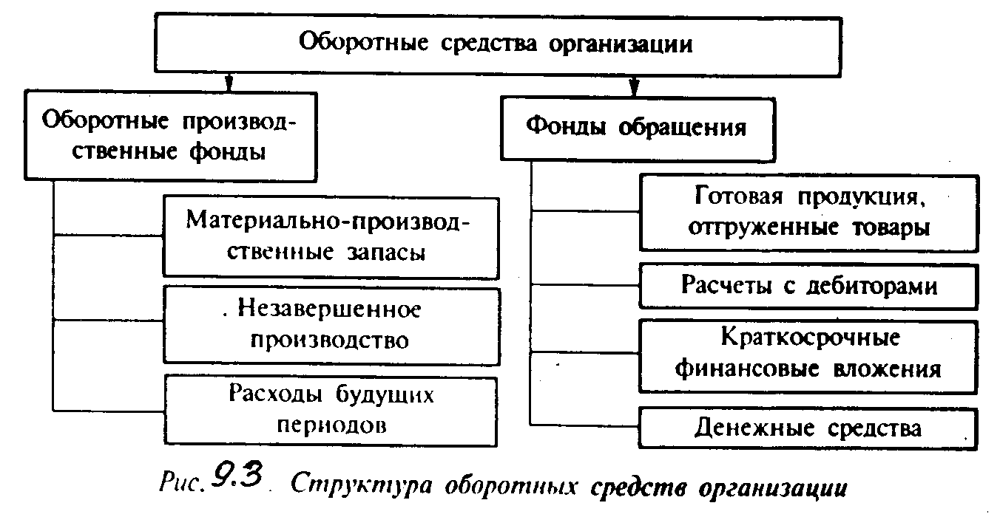 Оборотные средства организации
Оборотные производ-
ственные фонды
Материально-производ-
ственные запасы
. Незавершенное
производство
Расходы будущих
периодов
Фонды обращения
Готовая продукция,
отгруженные товары
Расчеты с дебиторами
Краткосрочные
финансовые вложения
Денежные средства
Рис. 9.3. Структура оборотных средств организации